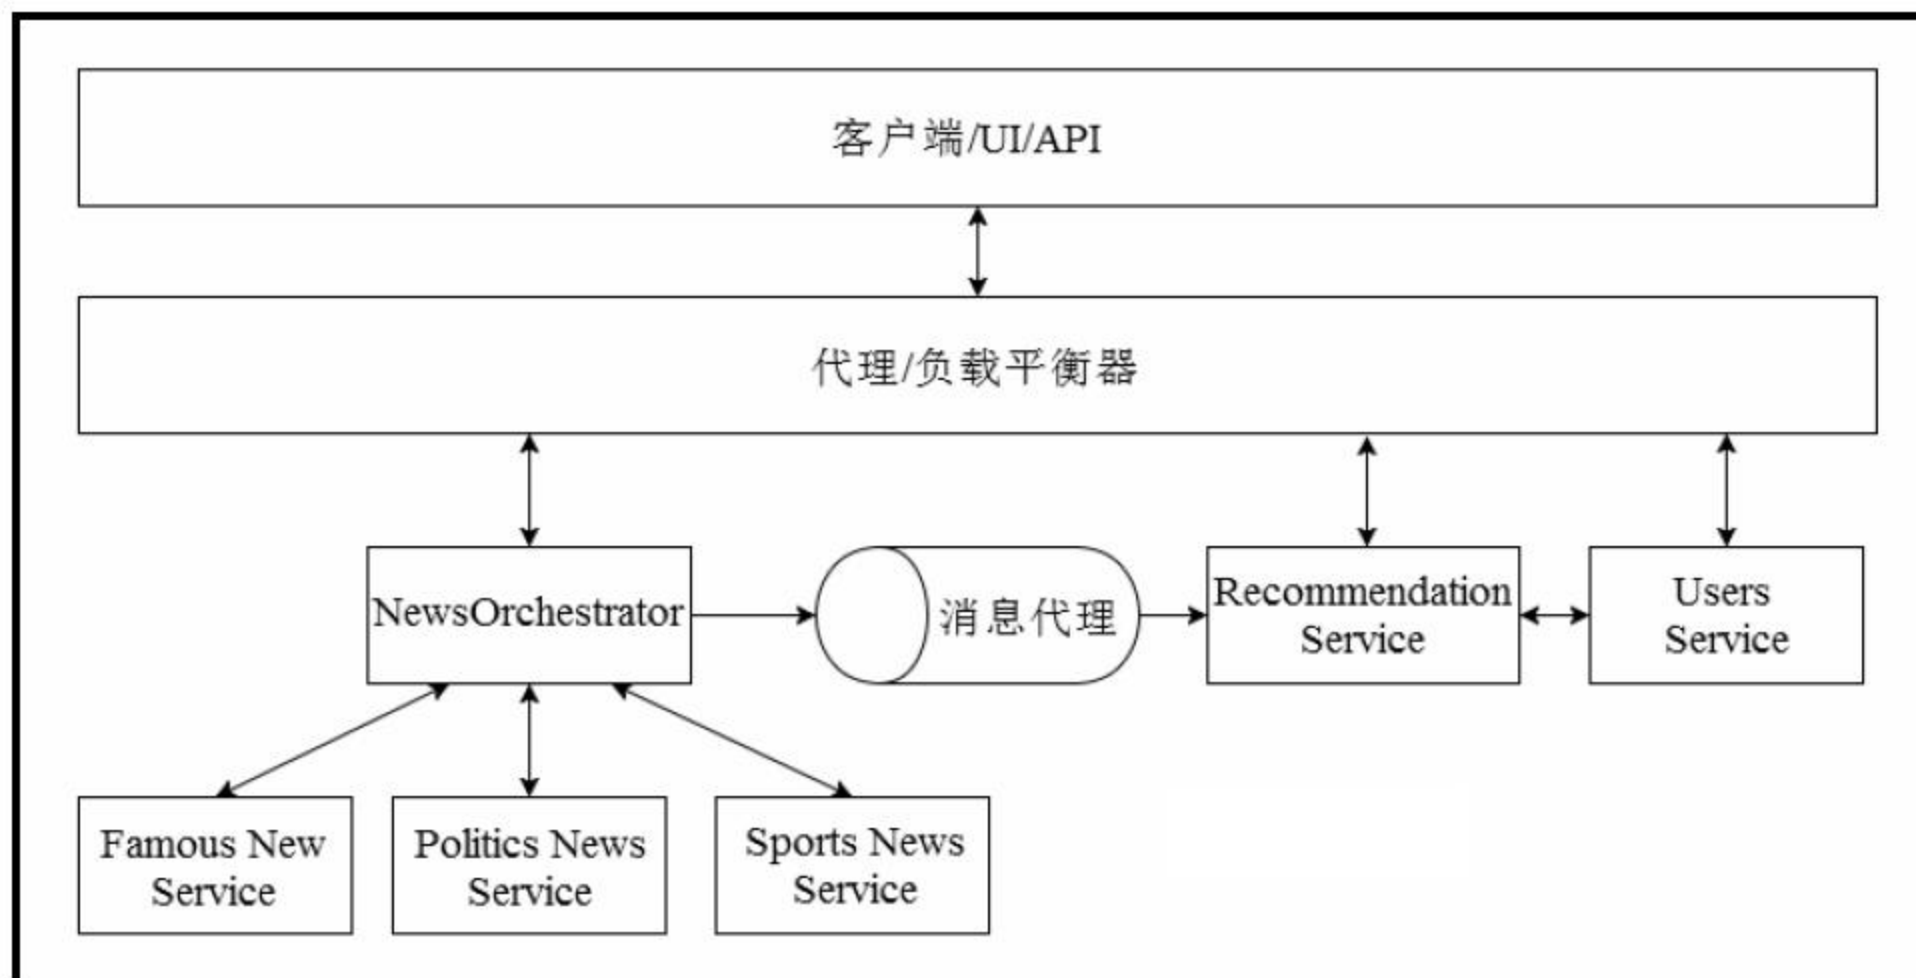 客户端/UI/API
代理/负载平衡器
NewsOrchestrator
消息代理
Recommendation
Service
Users
Service
Famous New
Service
Politics News
Service
Sports News
Service